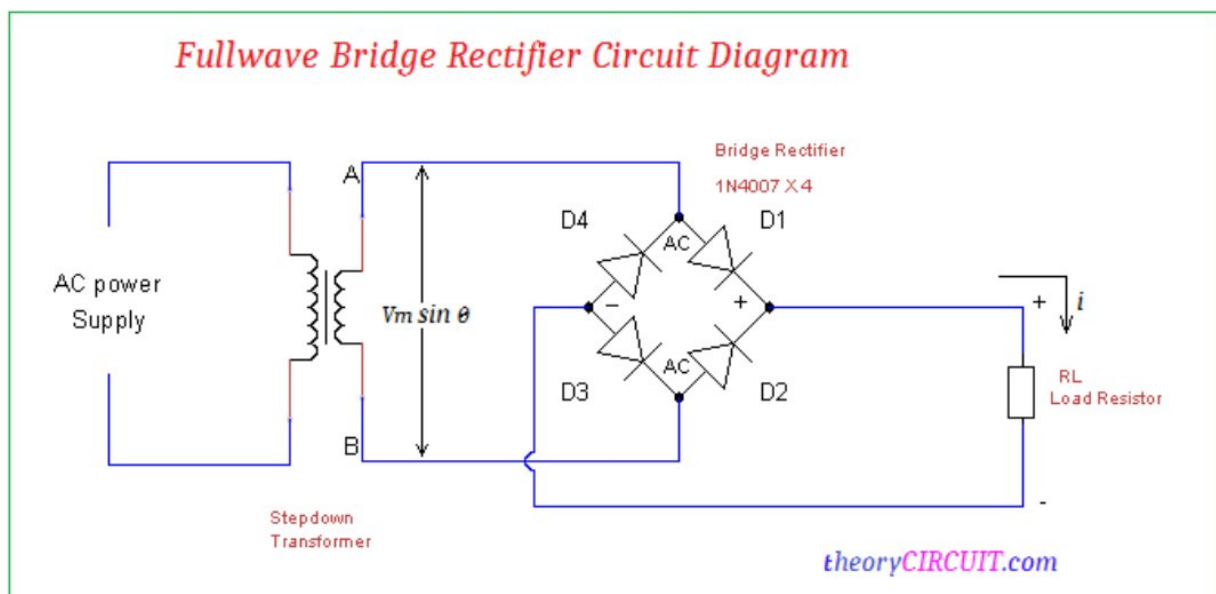 Fullwave Bridge Rectifier Circuit Diagram
Bridge Rectifier
1N4007 X 4
A
D4
D1
AC
AC power
Supply
Vm sin θ
−
+
+
i
AC
D3
D2
RL
Load Resistor
B
-
Stepdown
Transformer
theoryCIRCUIT.com